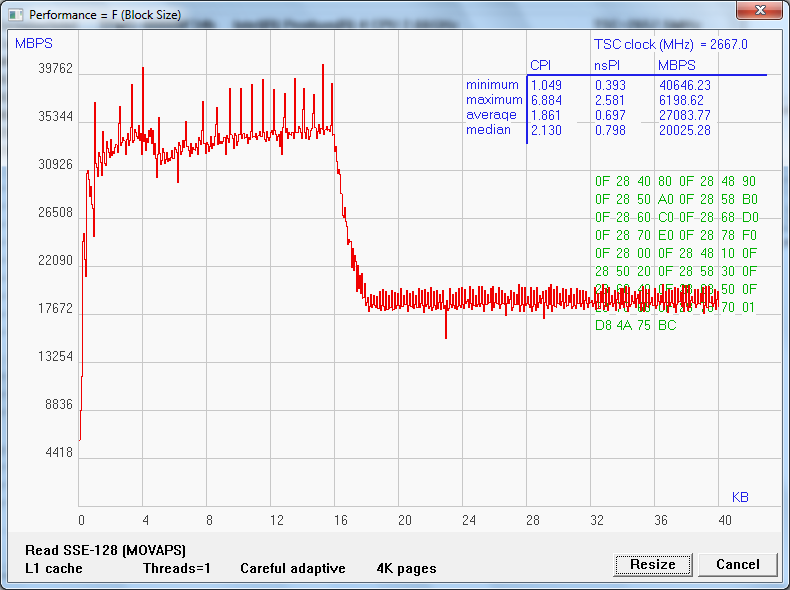 Performance = F (Block Size)
MBPS
TSC clock (MHz) = 2667.0
CPI nsPI MBPS
minimum 1.049 0.393 40646.23
maximum 6.884 2.581 6198.62
average 1.861 0.697 27083.77
median 2.130 0.798 20025.28
39762
35344
30926
26508
22090
17672
13254
8836
4418
0F 28 40 80 0F 28 48 90
0F 28 50 A0 0F 28 58 B0
0F 28 60 C0 0F 28 68 D0
0F 28 70 E0 0F 28 78 F0
0F 28 00 0F 28 48 10 0F
28 50 20 0F 28 58 30 0F
50 0F
70 01
D8 4A 75 BC
KB
0 4 8 12 16 20 24 28 32 36 40
Read SSE-128 (MOVAPS)
L1 cache Threads=1 Careful adaptive 4K pages
Resize Cancel